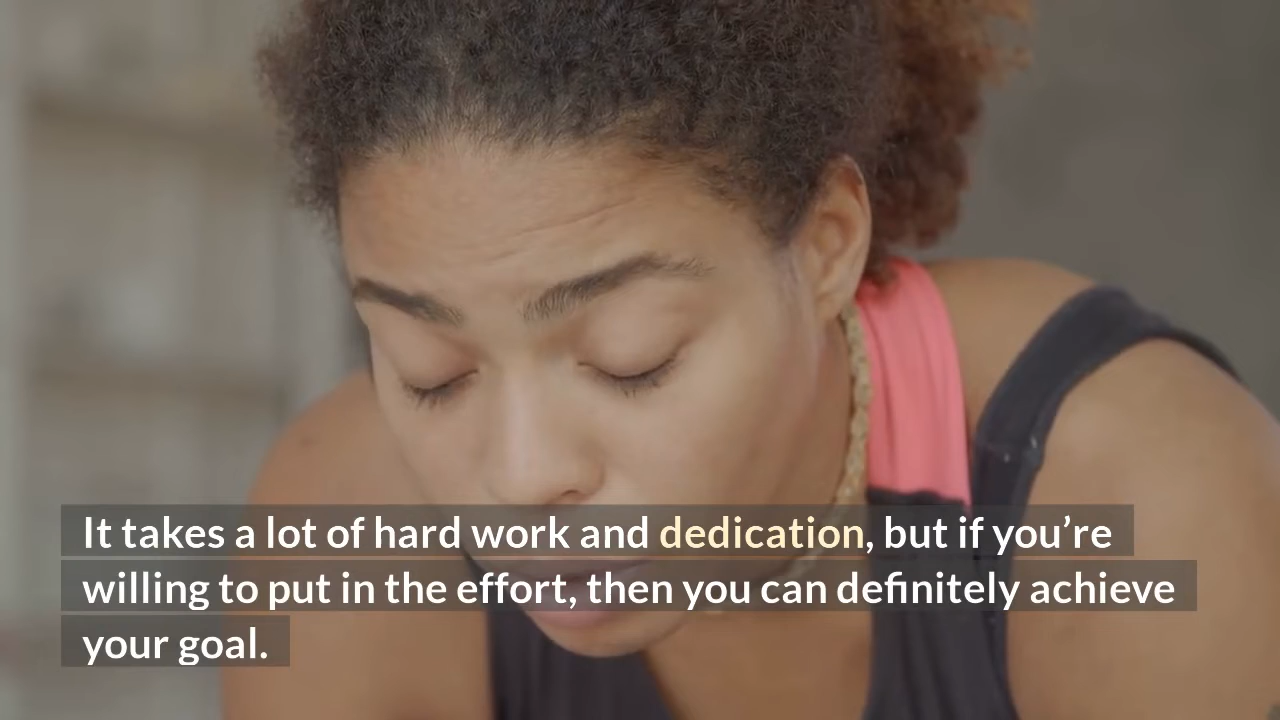 It takes a lot of hard work and dedication, but if you’re
willing to put in the effort, then you can definitely achieve
your goal.